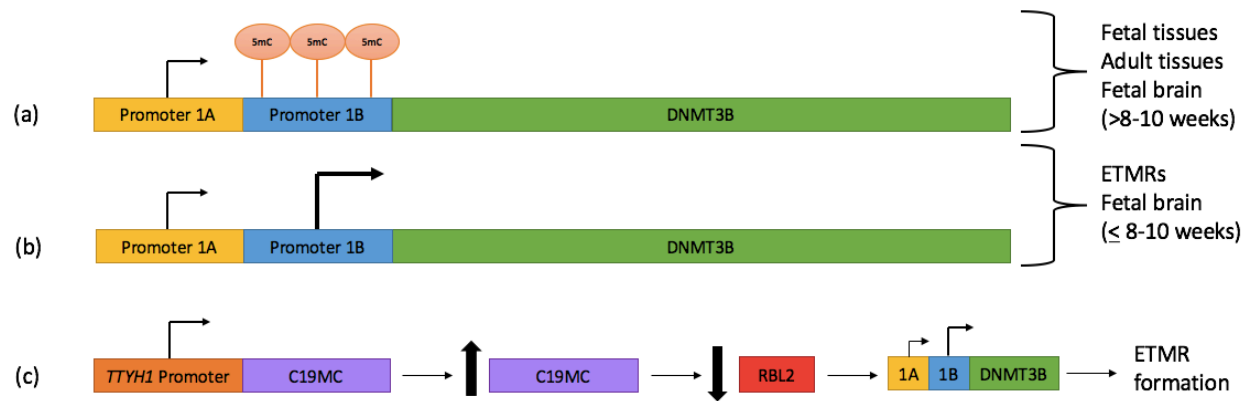 5mC 5mC 5mC
(a) Promoter 1A Promoter 1B DNMT3B
Fetal tissues
Adult tissues
Fetal brain
(>8-10 weeks)
(b) Promoter 1A Promoter 1B DNMT3B
ETMRs
Fetal brain
(≤ 8-10 weeks)
(c) TTYH1 Promoter C19MC C19MC RBL2 1A 1B DNMT3B
ETMR
formation